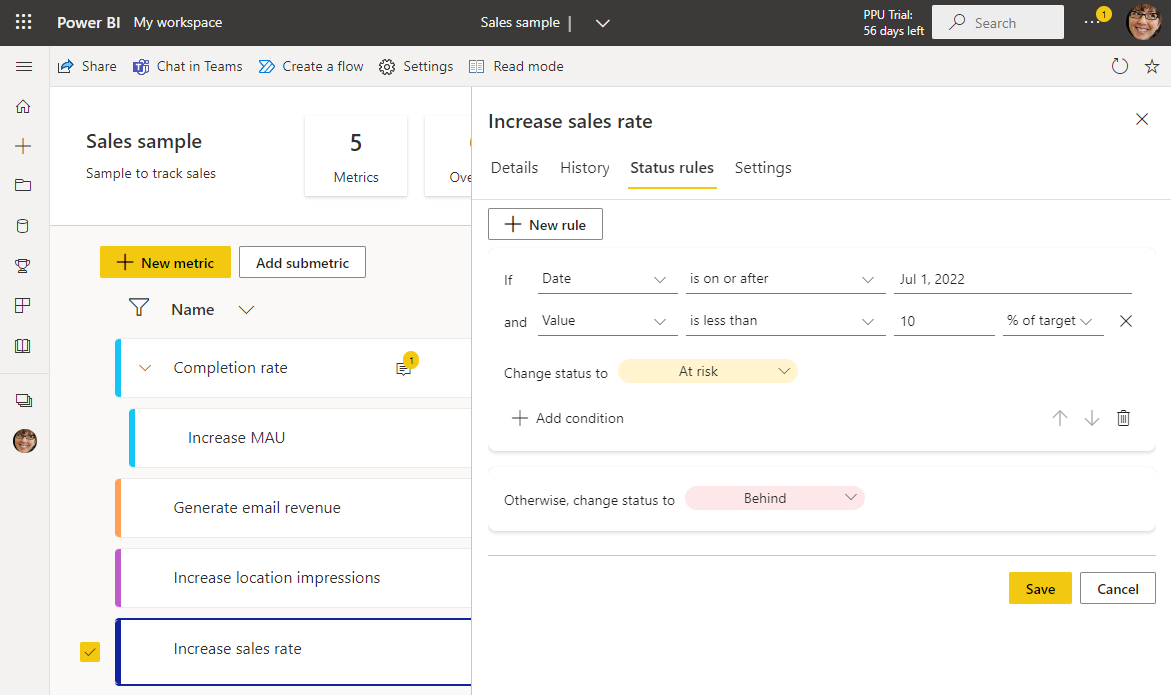 Power BI My workspace
Sales sample |
PPU Trial:
56 days left
Search
1
Share
Chat in Teams
Create a flow
Settings
Read mode
Sales sample
Sample to track sales
5
Metrics
Ove
New metric
Add submetric
Name
Completion rate
1
Increase MAU
Generate email revenue
Increase location impressions
Increase sales rate
Increase sales rate
Details History Status rules Settings
New rule
If Date is on or after Jul 1, 2022
and Value is less than 10 % of target
Change status to At risk
Add condition
Otherwise, change status to Behind
Save Cancel